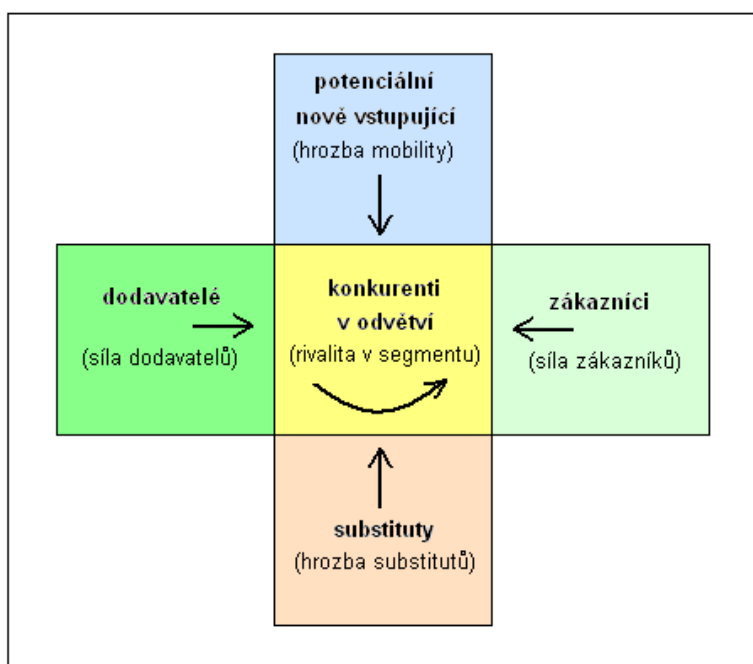 potenciální
nově vstupující
(hrozba mobility)
dodavatelé
(síla dodavatelů)
konkurenti
v odvětví
(rivalita v segmentu)
zákazníci
(síla zákazníků)
substituty
(hrozba substitutů)